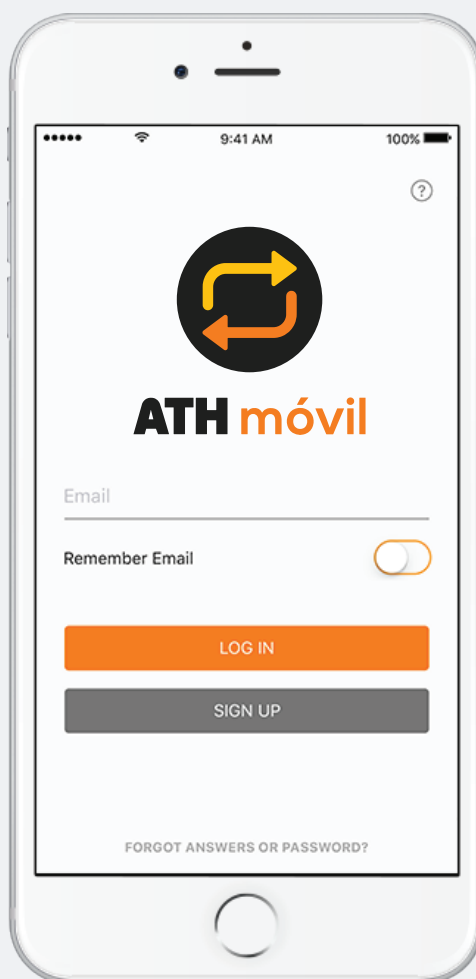 9:41 AM
100%
?
ATH móvil
Email
Remember Email
LOG IN
SIGN UP
FORGOT ANSWERS OR PASSWORD?